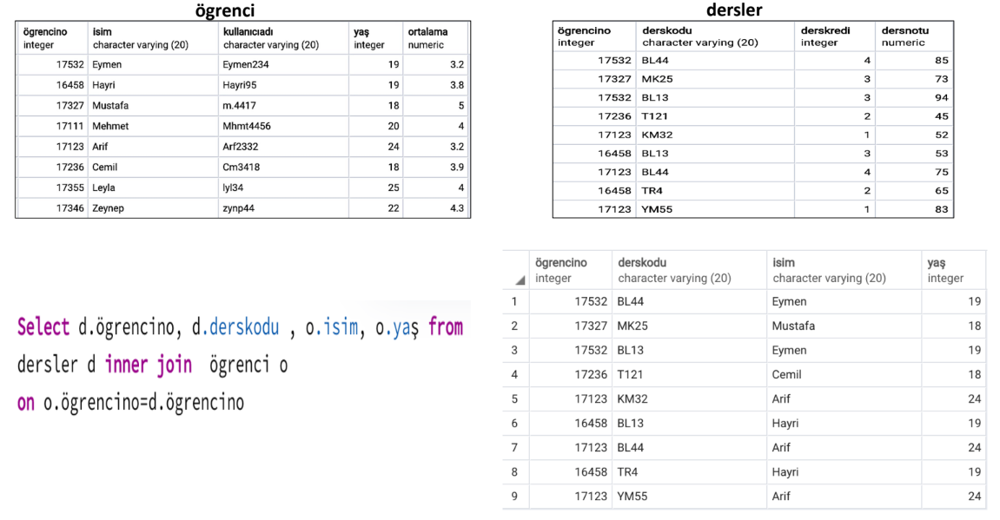 ögrenci
ögrencino isim kullanıcıadı yaş ortalama
integer character varying (20) character varying (20) integer numeric
17532 Eymen Eymen234 19 3.2
16458 Hayri Hayri95 19 3.8
17327 Mustafa m.4417 18 5
17111 Mehmet Mhmt4456 20 4
17123 Arif Arf2332 24 3.2
17236 Cemil Cm3418 18 3.9
17355 Leyla lyl34 25 4
17346 Zeynep zynp44 22 4.3
dersler
ögrencino derskodu derskredi dersnotu
integer character varying (20) integer numeric
17532 BL44 4 85
17327 MK25 3 73
17532 BL13 3 94
17236 T121 2 45
17123 KM32 1 52
16458 BL13 3 53
17123 BL44 4 75
16458 TR4 2 65
17123 YM55 1 83
Select d.ögrencino, d.derskodu , o.isim, o.yaş from
dersler d inner join ögrenci o
on o.ögrencino=d.ögrencino
ögrencino derskodu isim yaş
integer character varying (20) character varying (20) integer
1 17532 BL44 Eymen 19
2 17327 MK25 Mustafa 18
3 17532 BL13 Eymen 19
4 17236 T121 Cemil 18
5 17123 KM32 Arif 24
6 16458 BL13 Hayri 19
7 17123 BL44 Arif 24
8 16458 TR4 Hayri 19
9 17123 YM55 Arif 24